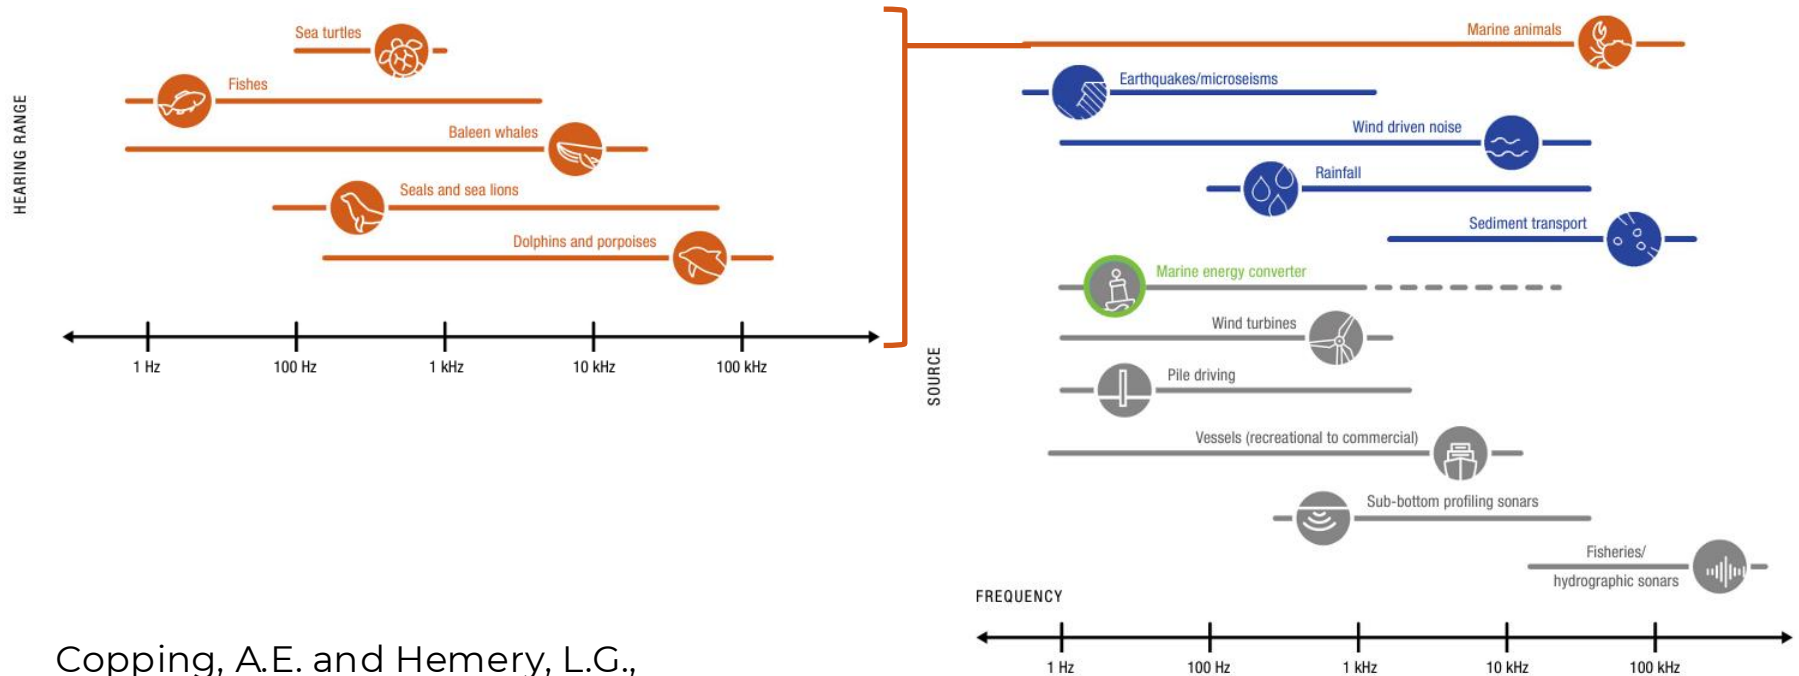 HEARING RANGE
Sea turtles
Fishes
Baleen whales
Seals and sea lions
Dolphins and porpoises
1 Hz 100 Hz 1 kHz 10 kHz 100 kHz
SOURCE
Marine animals
Earthquakes/microseisms
Wind driven noise
Rainfall
Sediment transport
Marine energy converter
Wind turbines
Pile driving
Vessels (recreational to commercial)
Sub-bottom profiling sonars
Fisheries/
hydrographic sonars
FREQUENCY
1 Hz 100 Hz 1 kHz 10 kHz 100 kHz
Copping, A.E. and Hemery, L.G.,